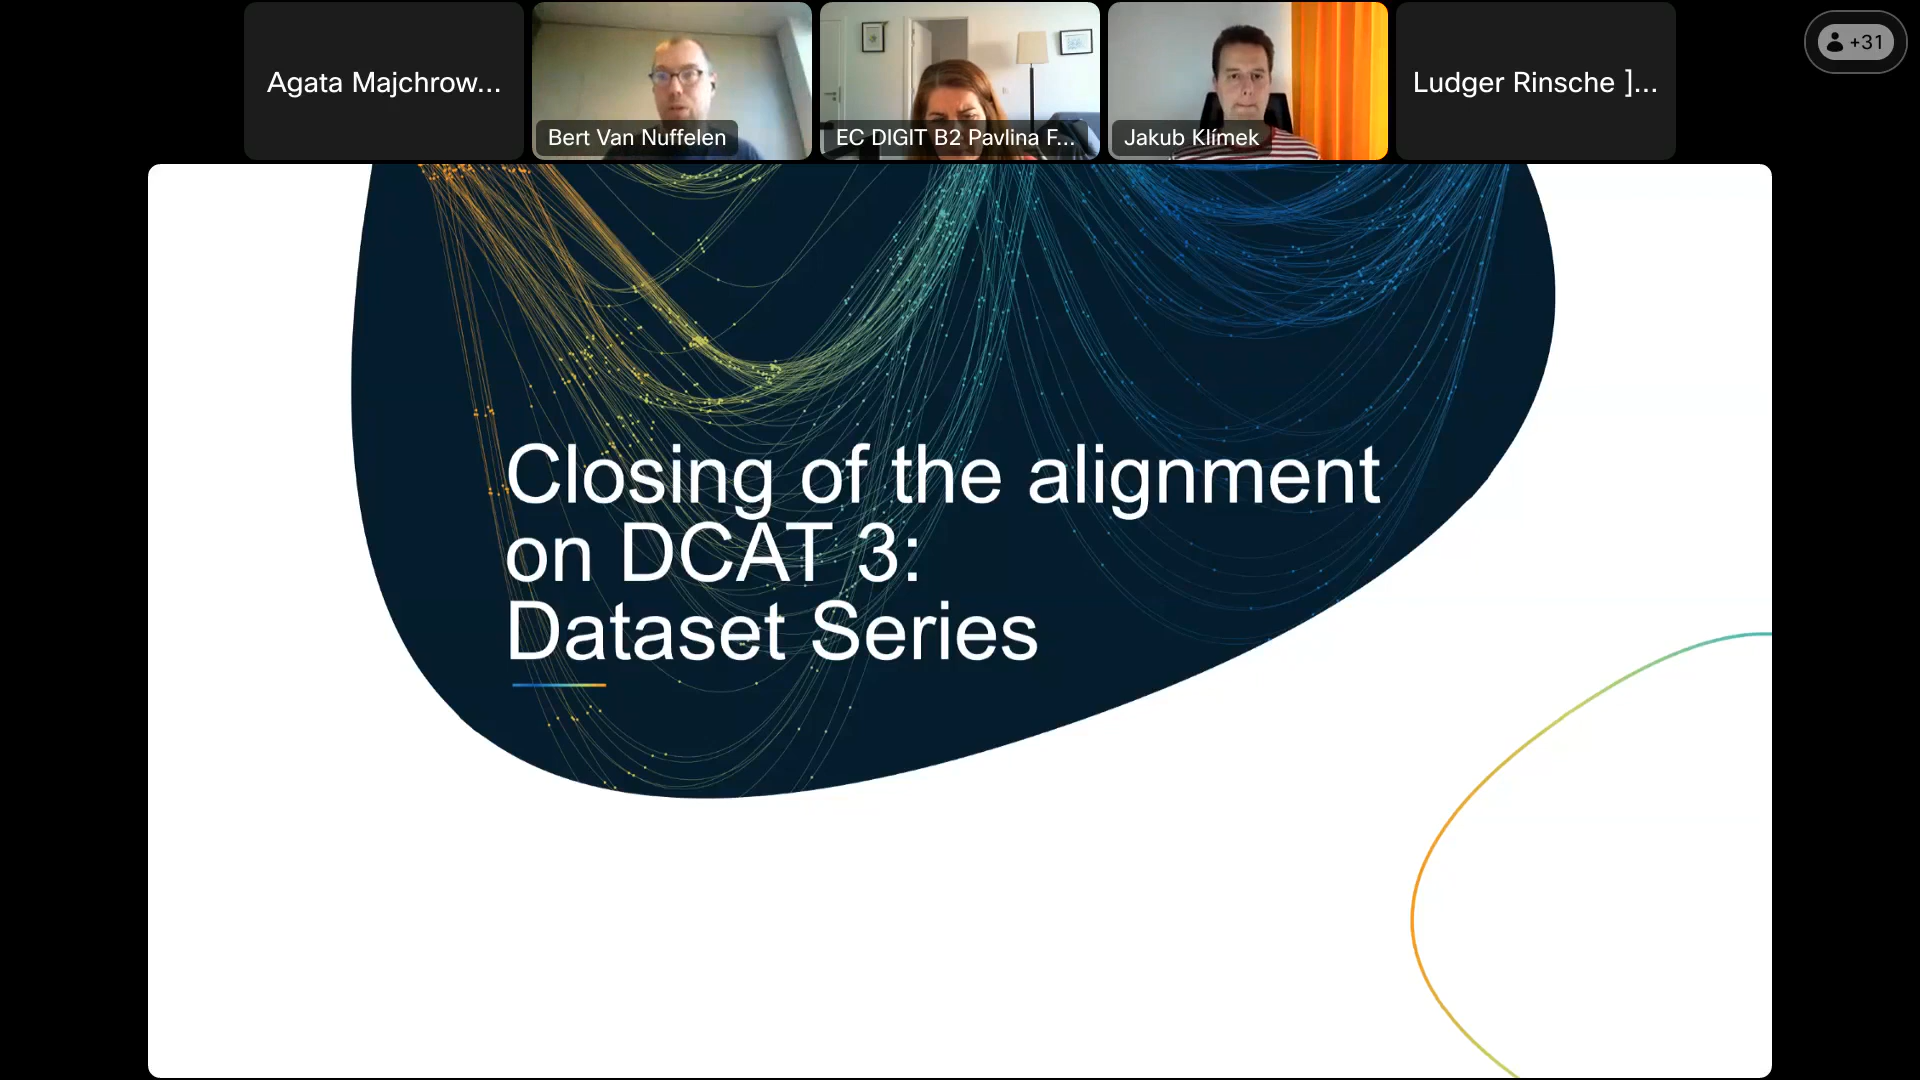 Agata Majchrow...
Bert Van Nuffelen
EC DIGIT B2 Pavlina F...
Jakub Klímek
Ludger Rinsche ]...
+31
Closing of the alignment
on DCAT 3:
Dataset Series